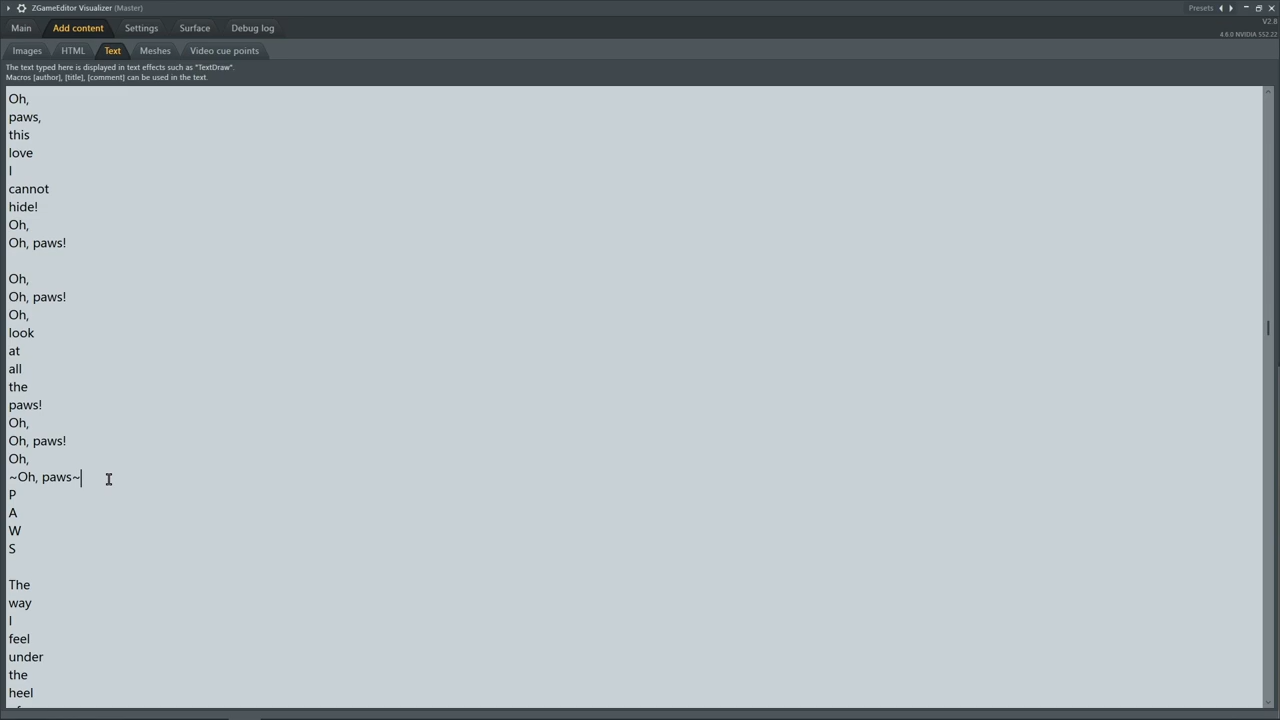 ZGameEditor Visualizer (Master)
Presets
Main
Add content
Settings
Surface
Debug log
V2.8
4.6.0 NVIDIA 552.22
Images
HTML
Text
Meshes
Video cue points
The text typed here is displayed in text effects such as "TextDraw".
Macros [author], [title], [comment] can be used in the text.
Oh,
paws,
this
love
I
cannot
hide!
Oh,
Oh, paws!
Oh,
Oh, paws!
Oh,
look
at
all
the
paws!
Oh,
Oh, paws!
Oh,
~Oh, paws~
P
A
W
S
The
way
I
feel
under
the
heel